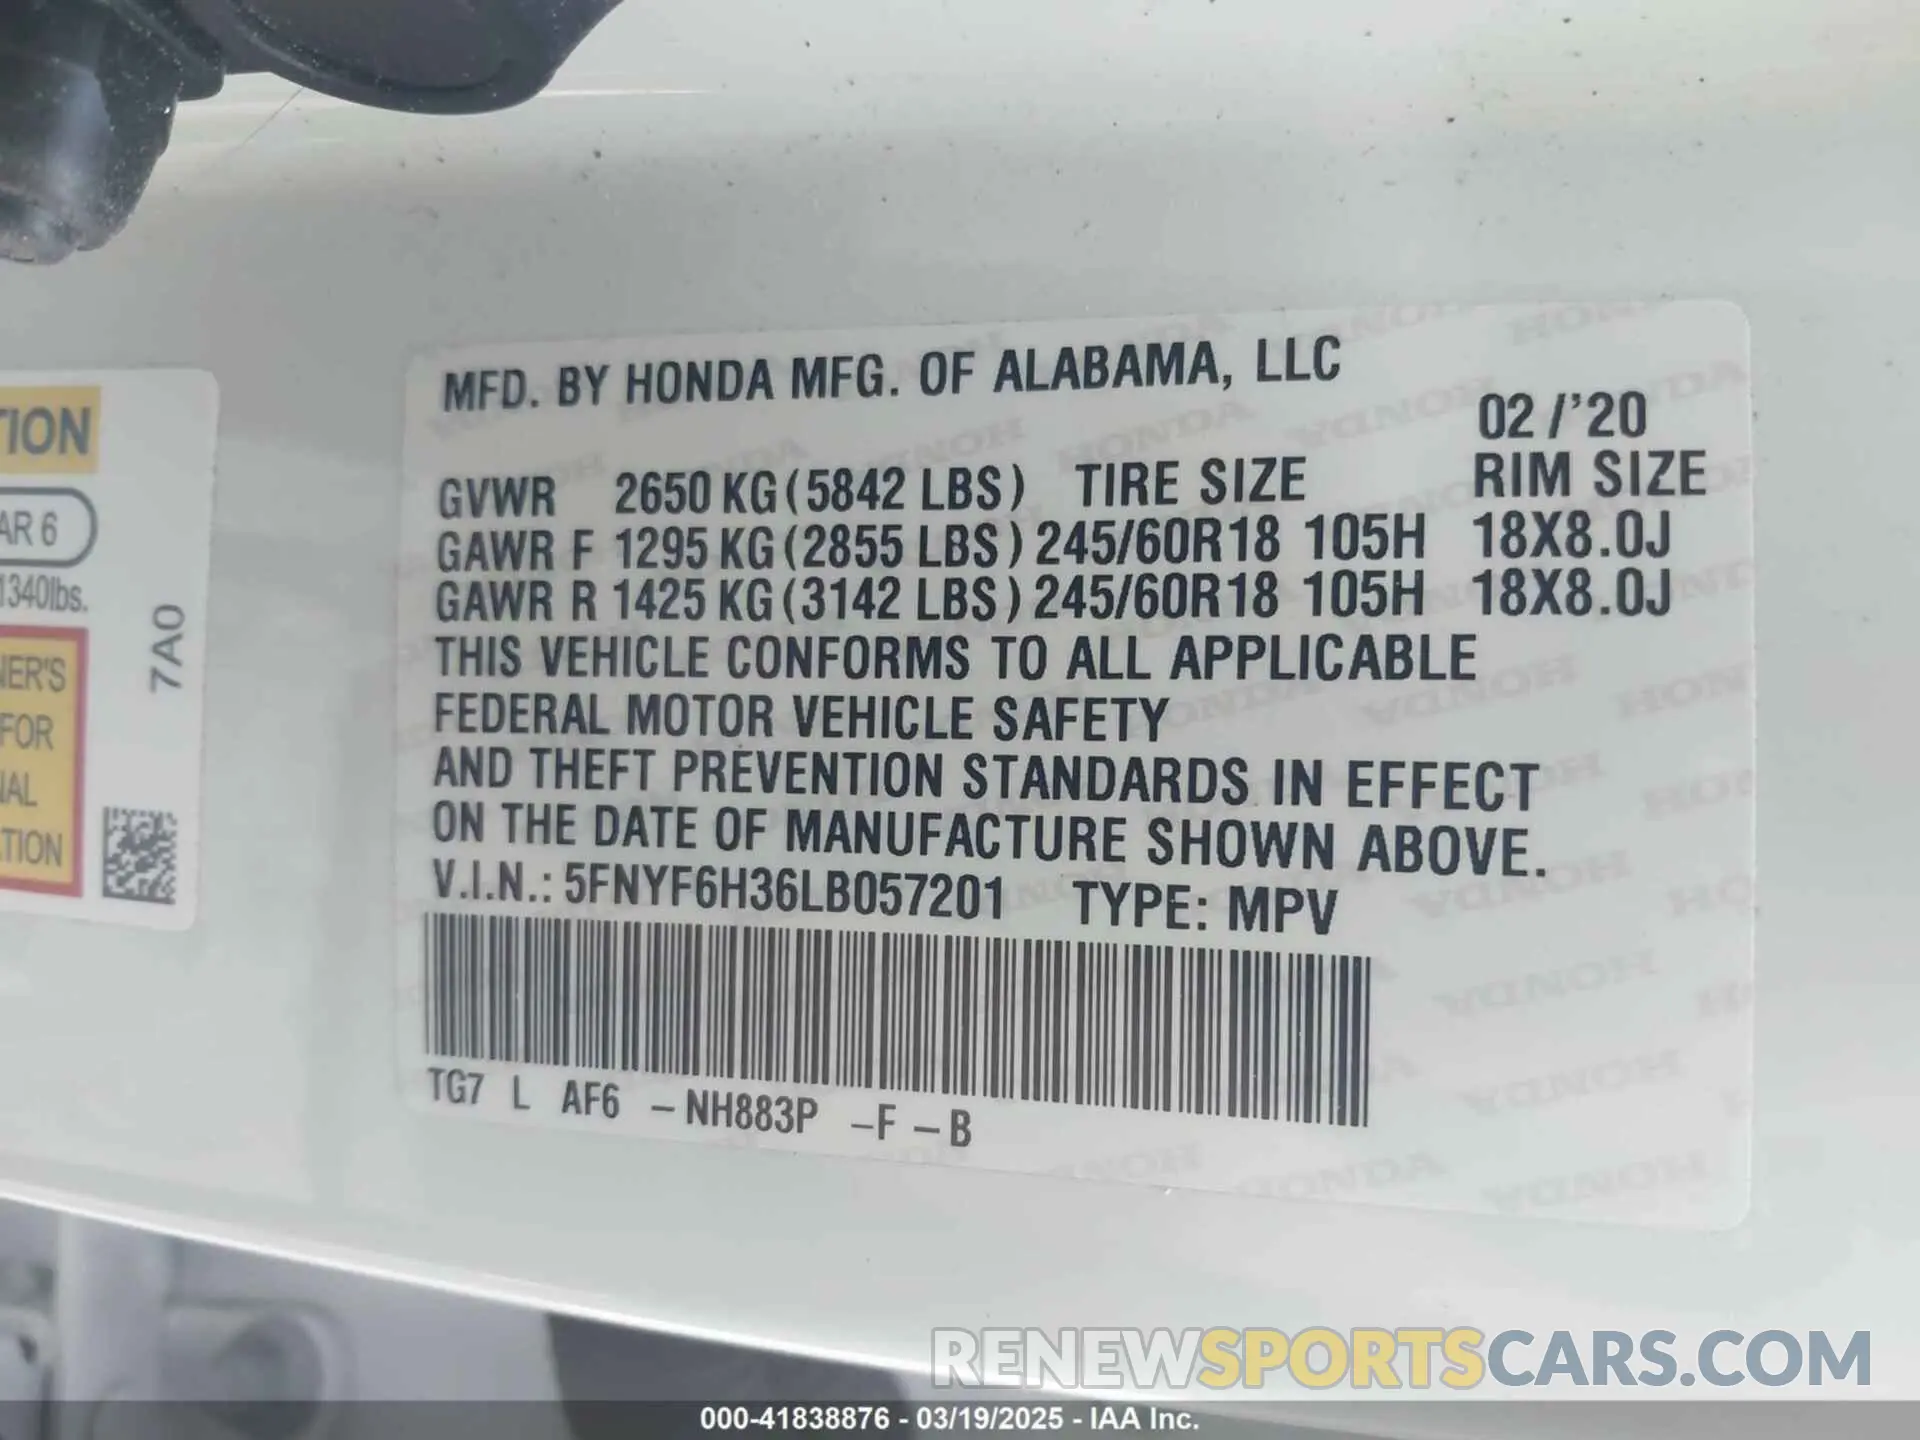 MFD. BY HONDA MFG. OF ALABAMA, LLC
02 / '20
GVWR 2650 KG (5842 LBS) TIRE SIZE RIM SIZE
GAWR F 1295 KG (2855 LBS) 245/60R18 105H 18X8.0J
GAWR R 1425 KG (3142 LBS) 245/60R18 105H 18X8.0J
THIS VEHICLE CONFORMS TO ALL APPLICABLE
FEDERAL MOTOR VEHICLE SAFETY
AND THEFT PREVENTION STANDARDS IN EFFECT
ON THE DATE OF MANUFACTURE SHOWN ABOVE.
V.I.N.: 5FNYF6H36LB057201 TYPE: MPV
TG7 L AF6 – NH883P – F – B
TION
AR 6
1340lbs.
7A0
NER'S
FOR
NAL
ATION
RENEWSPORTSCARS.COM
000-41838876 - 03/19/2025 - IAA Inc.